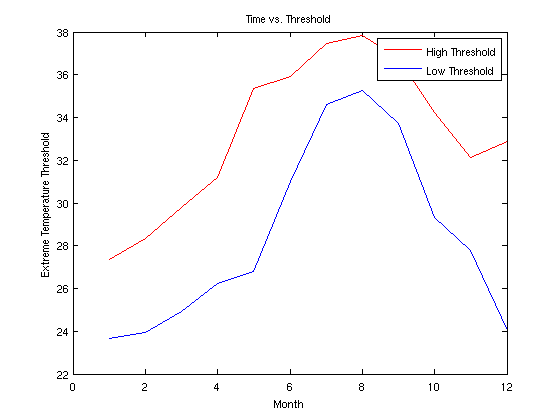 Time vs. Threshold
High Threshold
Low Threshold
Extreme Temperature Threshold
38
36
34
32
30
28
26
24
22
0 2 4 6 8 10 12
Month